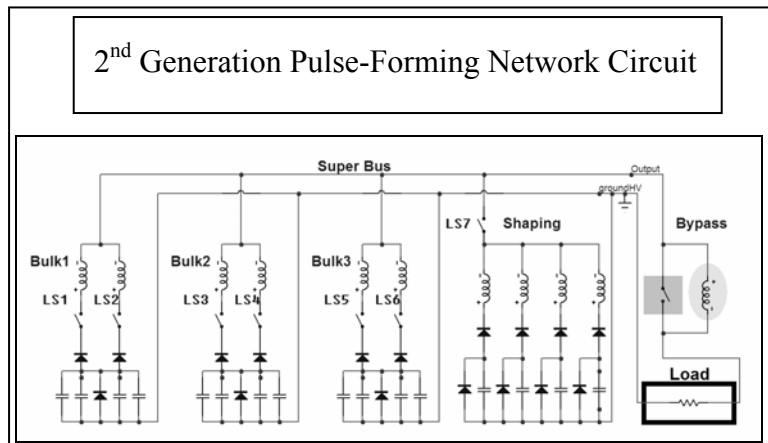 2nd Generation Pulse-Forming Network Circuit
Super Bus
Output
groundHV
LS7
Shaping
Bypass
Bulk1
Bulk2
Bulk3
LS1
LS2
LS3
LS4
LS5
LS6
Load